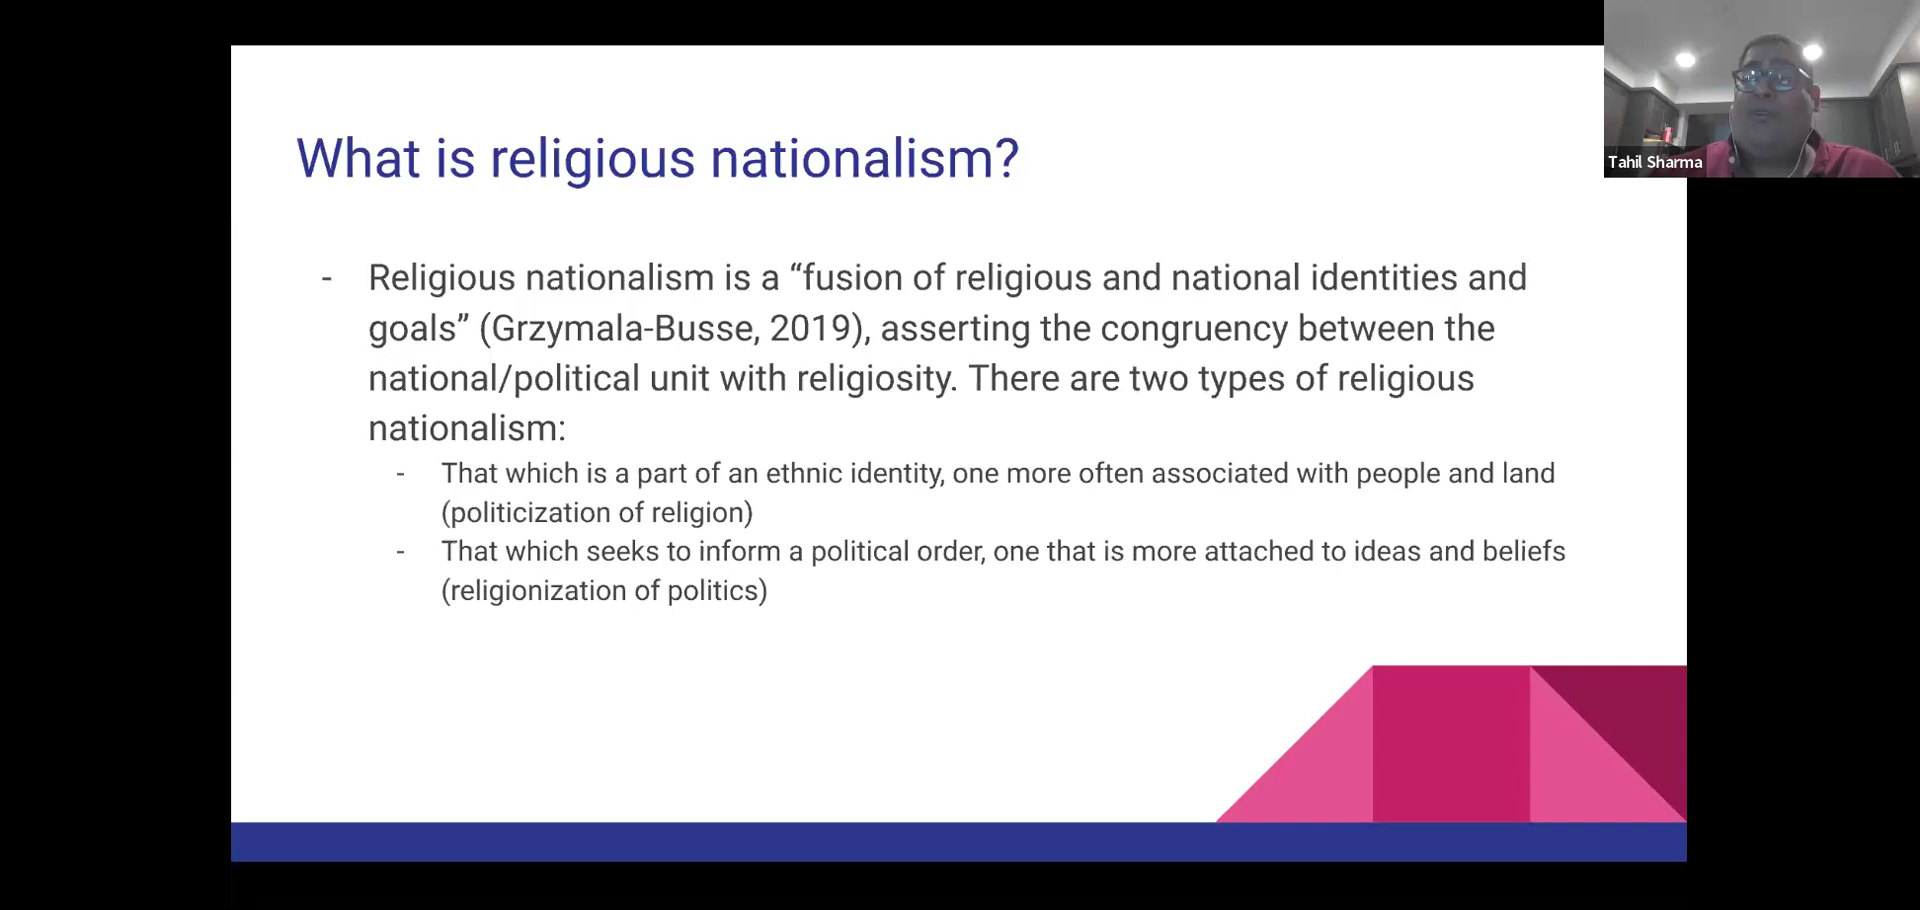 What is religious nationalism?
- Religious nationalism is a “fusion of religious and national identities and
goals” (Grzymala-Busse, 2019), asserting the congruency between the
national/political unit with religiosity. There are two types of religious
nationalism:
- That which is a part of an ethnic identity, one more often associated with people and land
(politicization of religion)
- That which seeks to inform a political order, one that is more attached to ideas and beliefs
(religionization of politics)
Tahil Sharma